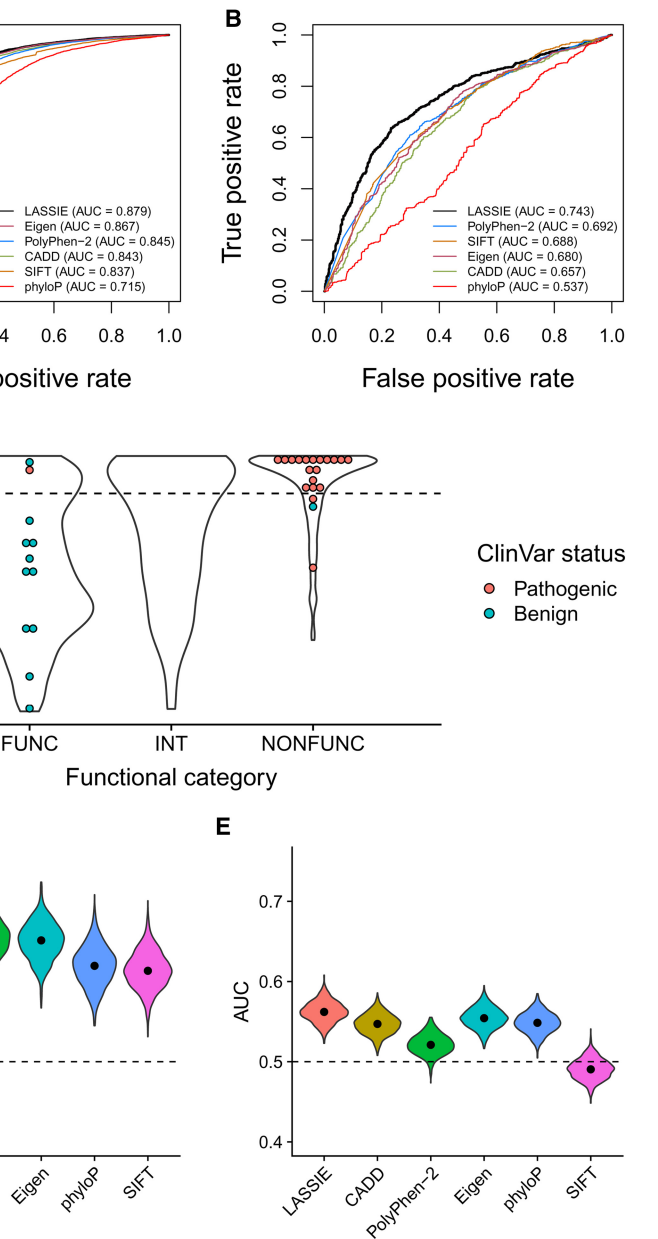 LASSIE (AUC = 0.879)
Eigen (AUC = 0.867)
PolyPhen−2 (AUC = 0.845)
CADD (AUC = 0.843)
SIFT (AUC = 0.837)
phyloP (AUC = 0.715)
4 0.6 0.8 1.0
ositive rate
B
True positive rate
1.0
0.8
0.6
0.4
0.2
0.0
LASSIE (AUC = 0.743)
PolyPhen−2 (AUC = 0.692)
SIFT (AUC = 0.688)
Eigen (AUC = 0.680)
CADD (AUC = 0.657)
phyloP (AUC = 0.537)
0.0 0.2 0.4 0.6 0.8 1.0
False positive rate
ClinVar status
Pathogenic
Benign
FUNC INT NONFUNC
Functional category
Eigen phyloP SIFT
E
AUC
0.7
0.6
0.5
0.4
LASSIE CADD PolyPhen−2 Eigen phyloP SIFT